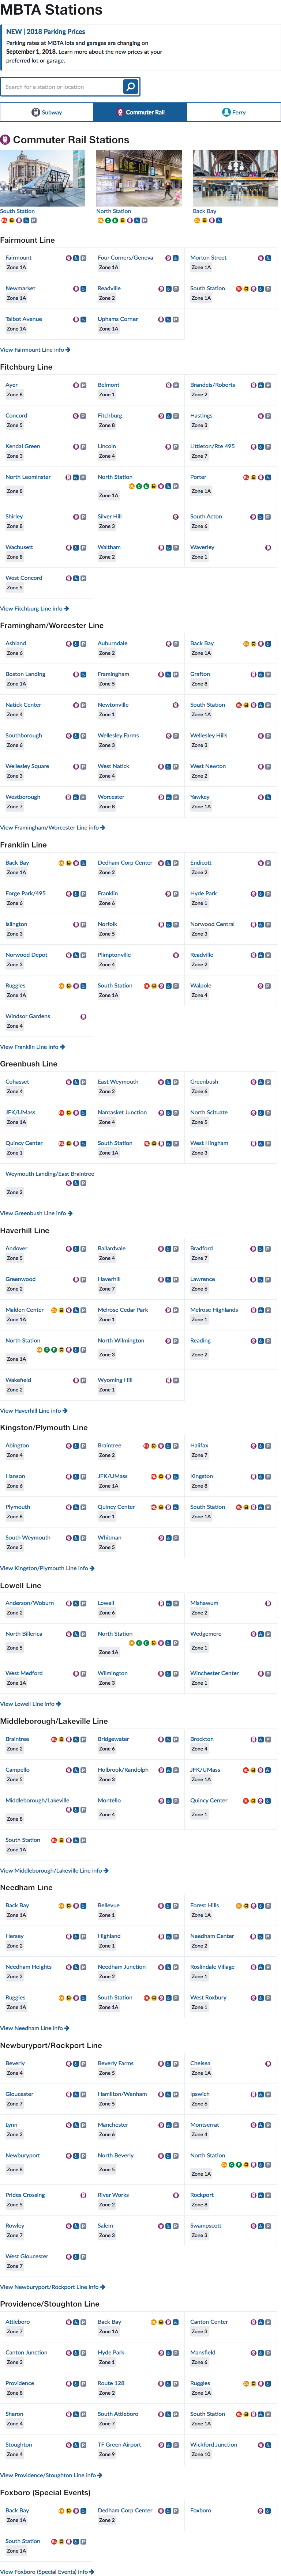 MBTA Stations
NEW | 2018 Parking Prices
Parking rates at MBTA lots and garages are changing on
September 1, 2018. Learn more about the new prices at your
preferred lot or garage.
Search for a station or location
Subway
Commuter Rail
Ferry
Commuter Rail Stations
South Station
North Station
Back Bay
Fairmount Line
Fairmount
Zone 1A
Four Corners/Geneva
Zone 1A
Morton Street
Zone 1A
Newmarket
Zone 1A
Readville
Zone 2
South Station
Zone 1A
Talbot Avenue
Zone 1A
Uphams Corner
Zone 1A
View Fairmount Line info
Fitchburg Line
Ayer
Zone 8
Belmont
Zone 1
Brandeis/Roberts
Zone 2
Concord
Zone 5
Fitchburg
Zone 8
Hastings
Zone 3
Kendal Green
Zone 3
Lincoln
Zone 4
Littleton/Rte 495
Zone 7
North Leominster
Zone 8
North Station
Zone 1A
Porter
Zone 1A
Shirley
Zone 8
Silver Hill
Zone 3
South Acton
Zone 6
Wachusett
Zone 8
Waltham
Zone 2
Waverley
Zone 1
West Concord
Zone 5
View Fitchburg Line info
Framingham/Worcester Line
Ashland
Zone 6
Auburndale
Zone 2
Back Bay
Zone 1A
Boston Landing
Zone 1A
Framingham
Zone 5
Grafton
Zone 8
Natick Center
Zone 4
Newtonville
Zone 1
South Station
Zone 1A
Southborough
Zone 6
Wellesley Farms
Zone 3
Wellesley Hills
Zone 3
Wellesley Square
Zone 3
West Natick
Zone 4
West Newton
Zone 2
Westborough
Zone 7
Worcester
Zone 8
Yawkey
Zone 1A
View Framingham/Worcester Line info
Franklin Line
Back Bay
Zone 1A
Dedham Corp Center
Zone 2
Endicott
Zone 2
Forge Park/495
Zone 6
Franklin
Zone 6
Hyde Park
Zone 1
Islington
Zone 3
Norfolk
Zone 5
Norwood Central
Zone 3
Norwood Depot
Zone 3
Plimptonville
Zone 4
Readville
Zone 2
Ruggles
Zone 1A
South Station
Zone 1A
Walpole
Zone 4
Windsor Gardens
Zone 4
View Franklin Line info
Greenbush Line
Cohasset
Zone 4
East Weymouth
Zone 2
Greenbush
Zone 6
JFK/UMass
Zone 1A
Nantasket Junction
Zone 4
North Scituate
Zone 5
Quincy Center
Zone 1
South Station
Zone 1A
West Hingham
Zone 3
Weymouth Landing/East Braintree
Zone 2
View Greenbush Line info
Haverhill Line
Andover
Zone 5
Ballardvale
Zone 4
Bradford
Zone 7
Greenwood
Zone 2
Haverhill
Zone 7
Lawrence
Zone 6
Malden Center
Zone 1A
Melrose Cedar Park
Zone 1
Melrose Highlands
Zone 1
North Station
Zone 1A
North Wilmington
Zone 3
Reading
Zone 2
Wakefield
Zone 2
Wyoming Hill
Zone 1
View Haverhill Line info
Kingston/Plymouth Line
Abington
Zone 4
Braintree
Zone 2
Halifax
Zone 7
Hanson
Zone 6
JFK/UMass
Zone 1A
Kingston
Zone 8
Plymouth
Zone 8
Quincy Center
Zone 1
South Station
Zone 1A
South Weymouth
Zone 3
Whitman
Zone 5
View Kingston/Plymouth Line info
Lowell Line
Anderson/Woburn
Zone 2
Lowell
Zone 6
Mishawum
Zone 2
North Billerica
Zone 5
North Station
Zone 1A
Wedgemere
Zone 1
West Medford
Zone 1A
Wilmington
Zone 3
Winchester Center
Zone 1
View Lowell Line info
Middleborough/Lakeville Line
Braintree
Zone 2
Bridgewater
Zone 6
Brockton
Zone 4
Campello
Zone 5
Holbrook/Randolph
Zone 3
JFK/UMass
Zone 1A
Middleborough/Lakeville
Zone 8
Montello
Zone 4
Quincy Center
Zone 1
South Station
Zone 1A
View Middleborough/Lakeville Line info
Needham Line
Back Bay
Zone 1A
Bellevue
Zone 1
Forest Hills
Zone 1A
Hersey
Zone 2
Highland
Zone 1
Needham Center
Zone 2
Needham Heights
Zone 2
Needham Junction
Zone 2
Roslindale Village
Zone 1
Ruggles
Zone 1A
South Station
Zone 1A
West Roxbury
Zone 1
View Needham Line info
Newburyport/Rockport Line
Beverly
Zone 4
Beverly Farms
Zone 5
Chelsea
Zone 1A
Gloucester
Zone 7
Hamilton/Wenham
Zone 5
Ipswich
Zone 6
Lynn
Zone 2
Manchester
Zone 6
Montserrat
Zone 4
Newburyport
Zone 8
North Beverly
Zone 5
North Station
Zone 1A
Prides Crossing
Zone 5
River Works
Zone 2
Rockport
Zone 8
Rowley
Zone 7
Salem
Zone 3
Swampscott
Zone 3
West Gloucester
Zone 7
View Newburyport/Rockport Line info
Providence/Stoughton Line
Attleboro
Zone 7
Back Bay
Zone 1A
Canton Center
Zone 3
Canton Junction
Zone 3
Hyde Park
Zone 1
Mansfield
Zone 6
Providence
Zone 8
Route 128
Zone 2
Ruggles
Zone 1A
Sharon
Zone 4
South Attleboro
Zone 7
South Station
Zone 1A
Stoughton
Zone 4
TF Green Airport
Zone 9
Wickford Junction
Zone 10
View Providence/Stoughton Line info
Foxboro (Special Events)
Back Bay
Zone 1A
Dedham Corp Center
Zone 2
Foxboro
South Station
Zone 1A
View Foxboro (Special Events) info